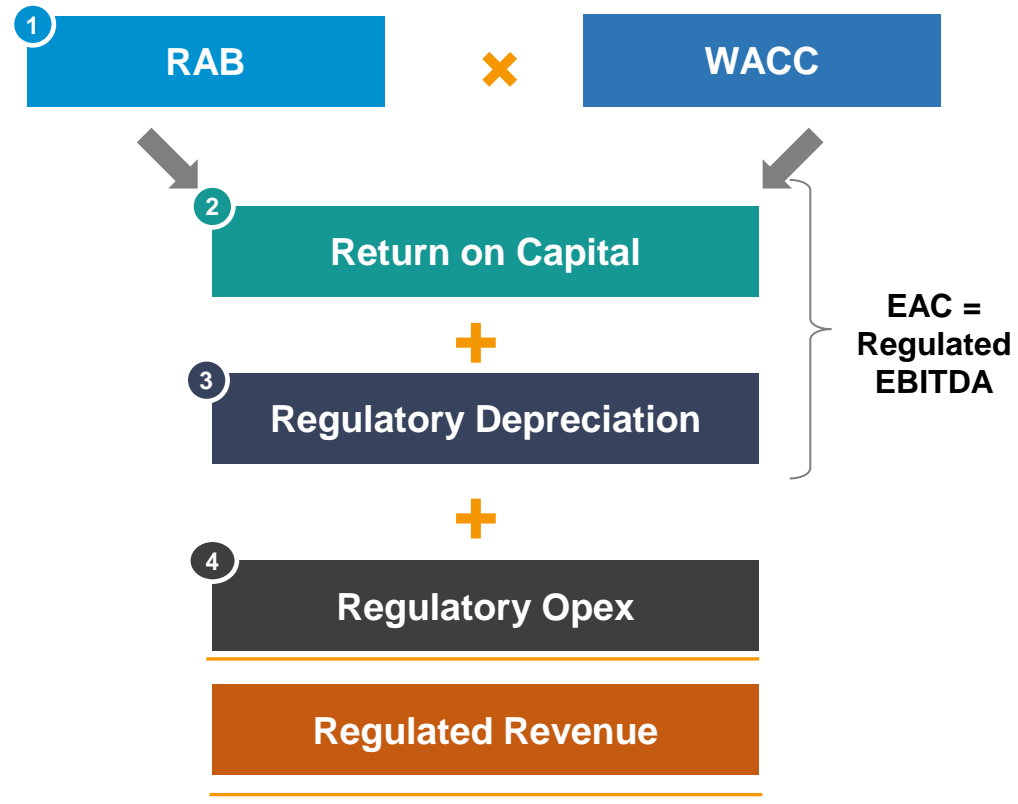 1
RAB
×
WACC
2
Return on Capital
+
3
Regulatory Depreciation
EAC =
Regulated
EBITDA
+
4
Regulatory Opex
Regulated Revenue